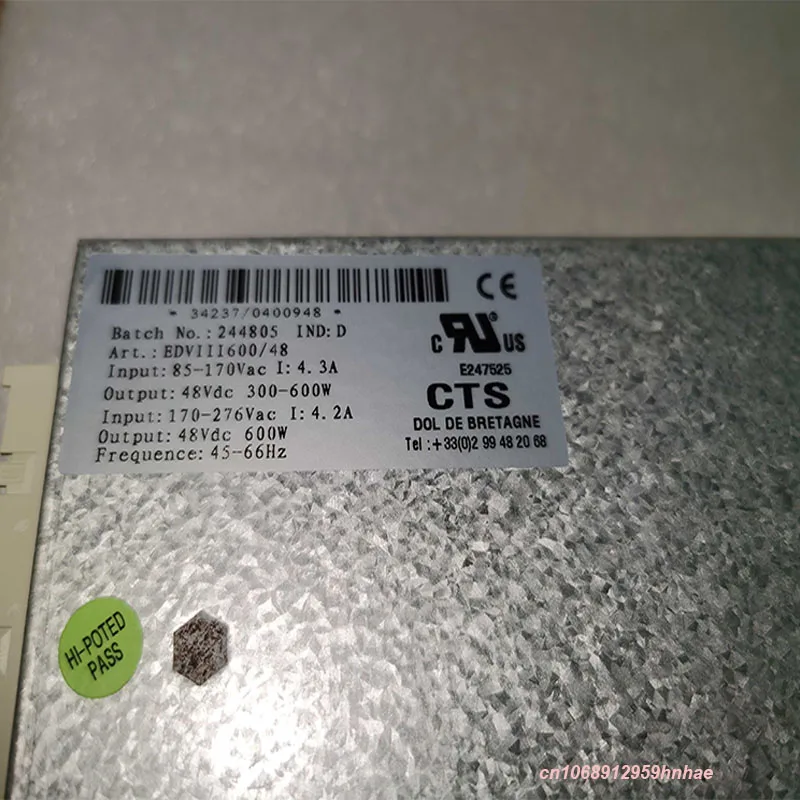 * 34237/0400948 *
Batch No.: 244805 IND: D
Art.: EDVIII600/48
Input: 85-170Vac I: 4.3A
Output: 48Vdc 300-600W
Input: 170-276Vac I: 4.2A
Output: 48Vdc 600W
Frequence: 45-66Hz
CE
C RU US
E247525
CTS
DOL DE BRETAGNE
Tel :+33(0)2 99 48 20 68
HI-POTED
PASS
cn1068912959hnhae